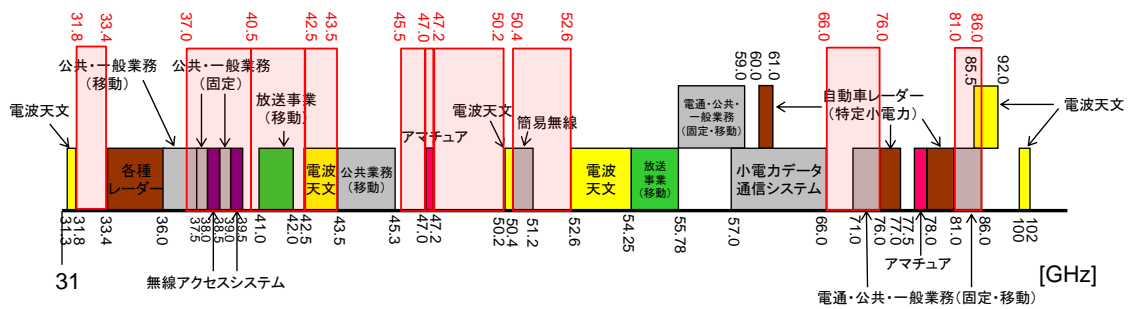 31.8
33.4
37.0
40.5
42.5
43.5
45.5
47.0
47.2
50.2
50.4
52.6
66.0
76.0
81.0
86.0
公共・一般業務
（移動）
公共・一般業務
（固定）
電波天文
放送事業
（移動）
アマチュア
電波天文
簡易無線
59.0
60.0
61.0
自動車レーダー
（特定小電力）
85.5
92.0
電波天文
電通・公共・
一般業務
（固定・移動）
各種
レーダー
電波
天文
公共業務
（移動）
電波
天文
放送
事業
（移動）
小電力データ
通信システム
31.3
31.8
33.4
36.0
37.5
38.0
38.5
39.0
39.5
41.0
42.0
42.5
43.5
45.3
47.0
47.2
50.2
50.4
51.2
52.6
54.25
55.78
57.0
66.0
71.0
76.0
77.0
77.5
78.0
81.0
86.0
100
102
31
無線アクセスシステム
アマチュア
[GHz]
電通・公共・一般業務（固定・移動）